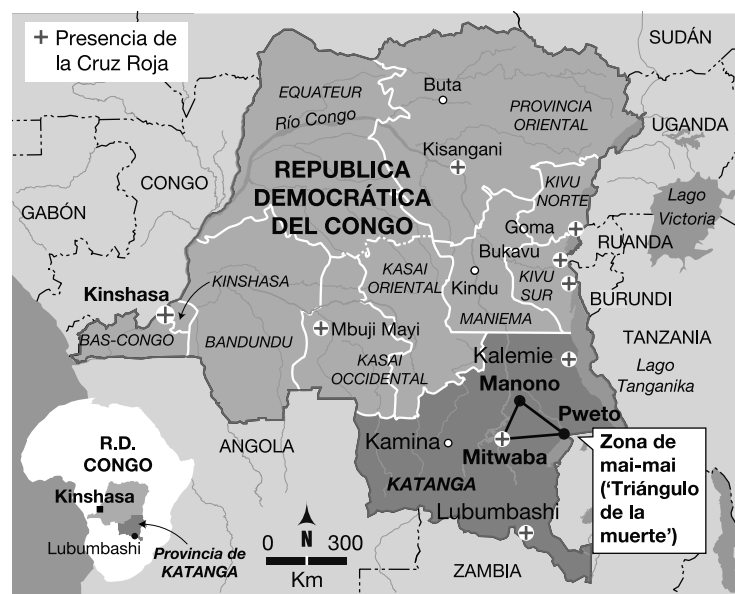 Presencia de
la Cruz Roja
SUDÁN
EQUATEUR
Buta
PROVINCIA
ORIENTAL
Río Congo
UGANDA
Kisangani
REPUBLICA
DEMOCRÁTICA
DEL CONGO
CONGO
KIVU
NORTE
Lago
Victoria
GABÓN
Goma
RUANDA
Bukavu
KASAI
ORIENTAL
Kindu
KIVU
SUR
KINSHASA
Kinshasa
BURUNDI
MANIEMA
Mbuji Mayi
BAS-CONGO
BANDUNDU
TANZANIA
KASAI
OCCIDENTAL
Kalemie
Lago
Tanganika
Manono
Pweto
R.D.
CONGO
ANGOLA
Kamina
Mitwaba
Zona de
mai-mai
('Triángulo
de la
muerte')
KATANGA
Kinshasa
Lubumbashi
N
0 300
Km
Lubumbashi
Provincia de
KATANGA
ZAMBIA